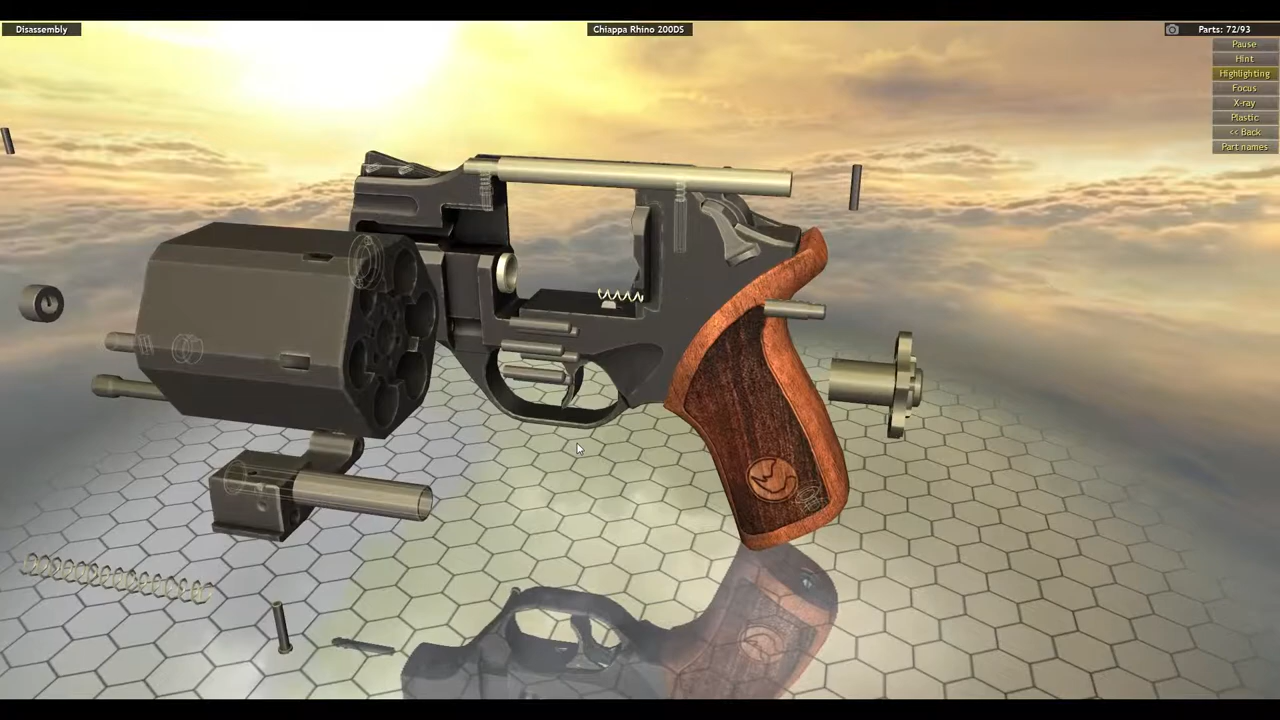 Disassembly
Chiappa Rhino 200DS
Parts: 72/93
Pause
Hint
Highlighting
Focus
X-ray
Plastic
<< Back
Part names